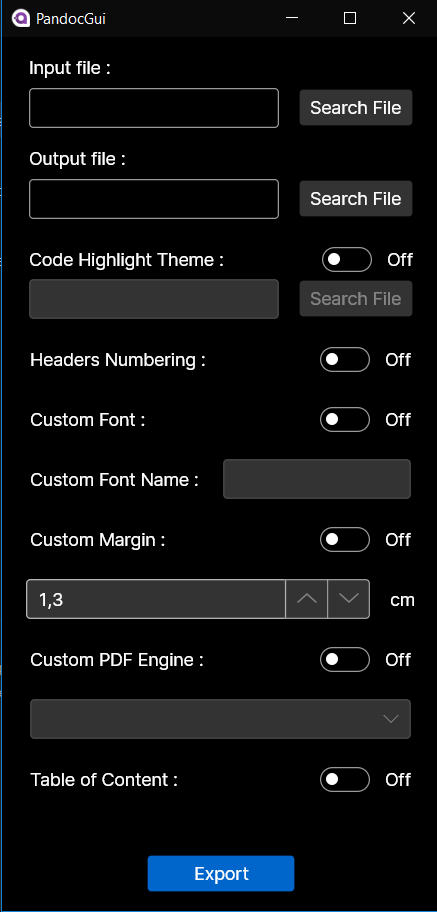 PandocGui
Input file :
Search File
Output file :
Search File
Code Highlight Theme : Off
Search File
Headers Numbering : Off
Custom Font : Off
Custom Font Name :
Custom Margin : Off
1,3 cm
Custom PDF Engine : Off
Table of Content : Off
Export